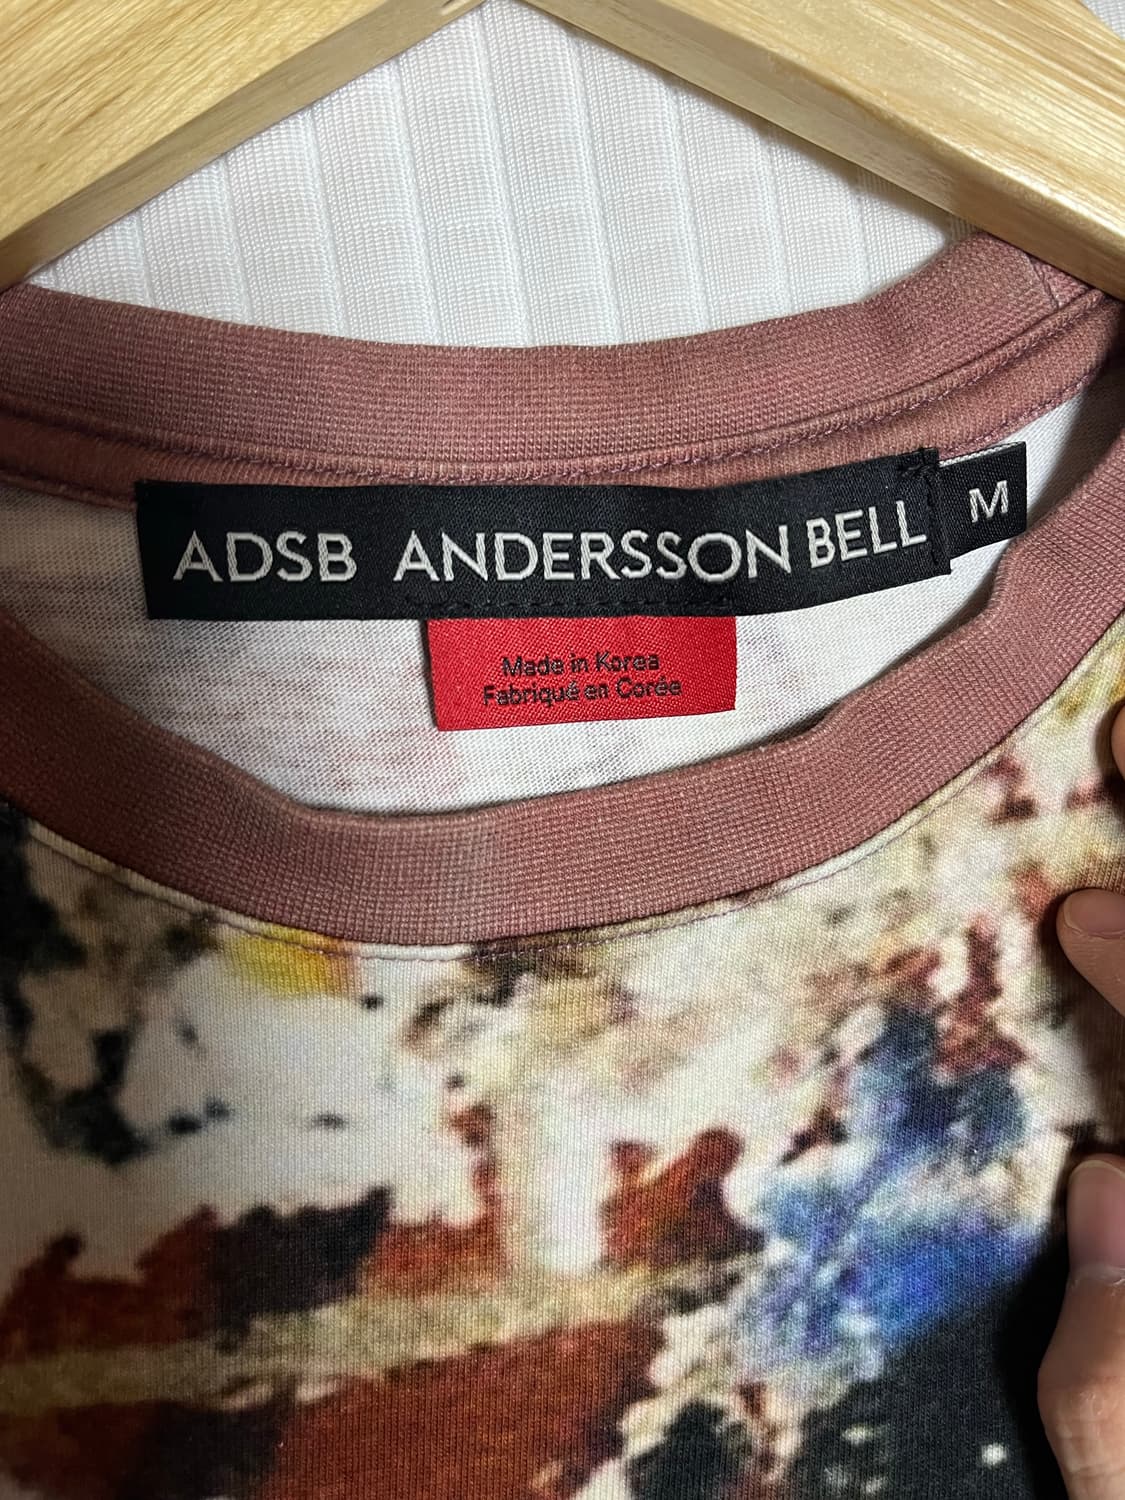 ADSB ANDERSSON BELL M
Made in Korea
Fabriqué en Corée